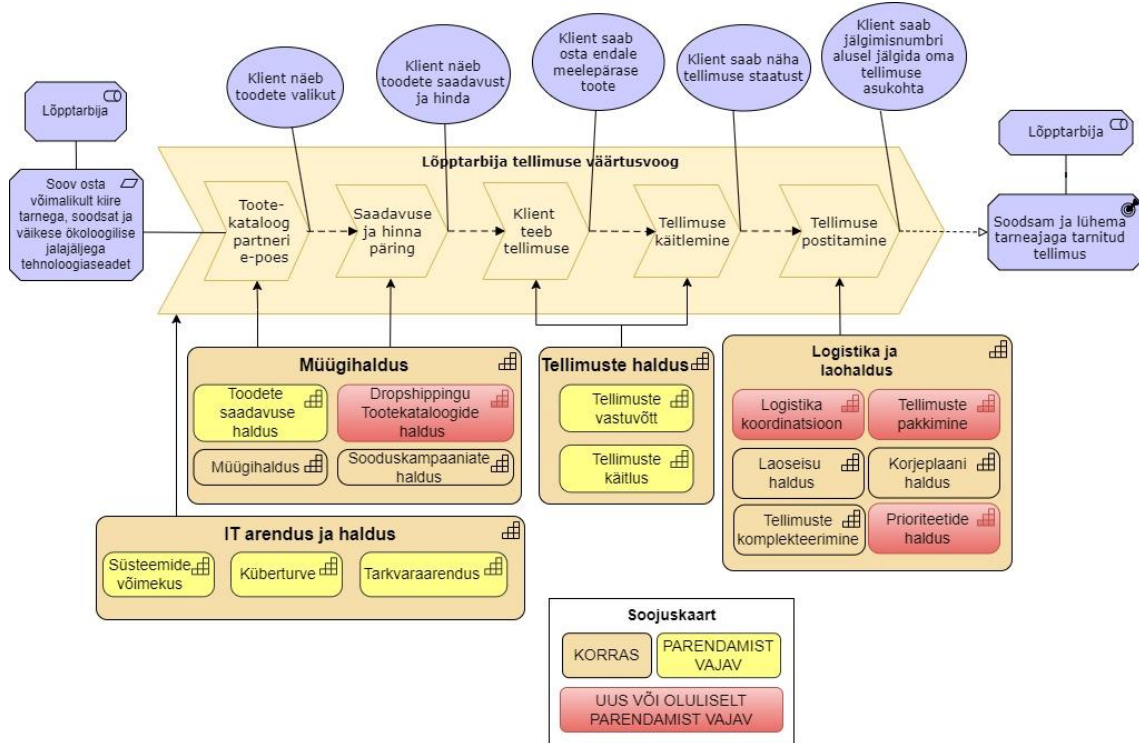 Klient näeb
toodete valikut
Klient näeb
toodete saadavust
ja hinda
Klient saab
osta endale
meelepärase
toote
Klient saab näha
tellimuse staatust
Klient saab
jälgimisnumbri
alusel jälgida oma
tellimuse
asukohta
Lõpptarbija
Lõpptarbija
Soov osta
võimalikult kiire
tarnega, soodsat ja
väikese ökoloogilise
jalajäljega
tehnoloogiaseadet
Lõpptarbija tellimuse väärtusvoog
Toote-
kataloog
partneri
e-poes
Saadavuse
ja hinna
päring
Klient
teeb
tellimuse
Tellimuse
käitlemine
Tellimuse
postitamine
Soodsam ja lühema
tarneajaga tarnitud
tellimus
Müügihaldus
Toodete
saadavuse
haldus
Dropshippingu
Tootekataloogide
haldus
Müügihaldus
Sooduskampaaniate
haldus
Tellimuste haldus
Tellimuste
vastuvõtt
Tellimuste
käitlus
Logistika ja
laohaldus
Logistika
koordinatsioon
Tellimuste
pakkimine
Laoseisu
haldus
Korjeplaani
haldus
Tellimuste
komplekteerimine
Prioriteetide
haldus
IT arendus ja haldus
Süsteemide
võimekus
Küberturve
Tarkvaraarendus
Soojuskaart
KORRAS
PARENDAMIST
VAJAV
UUS VÕI OLULISELT
PARENDAMIST VAJAV